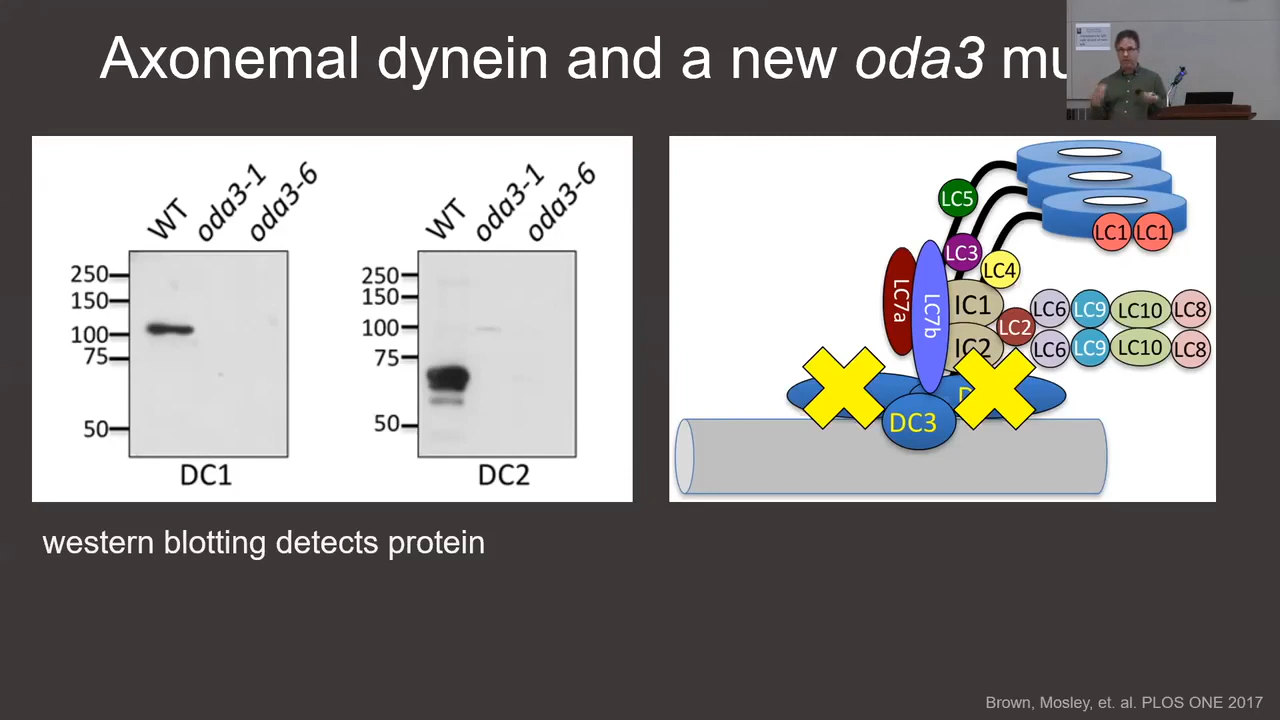 Axonemal dynein and a new oda3
WT oda3-1 oda3-6
250
150
100
75
50
DC1
WT oda3-1 oda3-6
250
150
100
75
50
DC2
LC5
LC1 LC1
LC3
LC4
LC7a
LC7b
IC1
LC2
IC2
LC6 LC9 LC10 LC8
LC6 LC9 LC10 LC8
DC3
western blotting detects protein
Brown, Mosley, et. al. PLOS ONE 2017